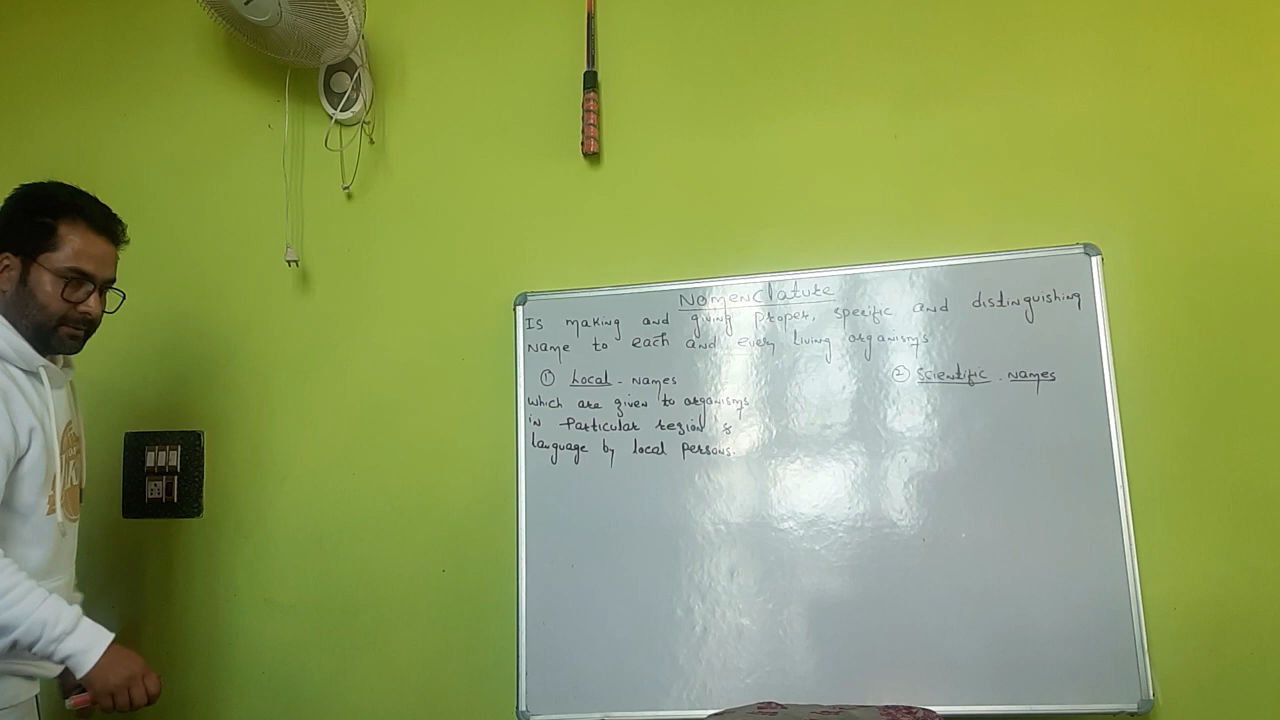 Nomenclature
Is making and giving proper, specific and distinguishing
Name to each and every living organisms
① Local - Names
② Scientific - Names
Which are given to organisms
in Particular region &
language by local persons.